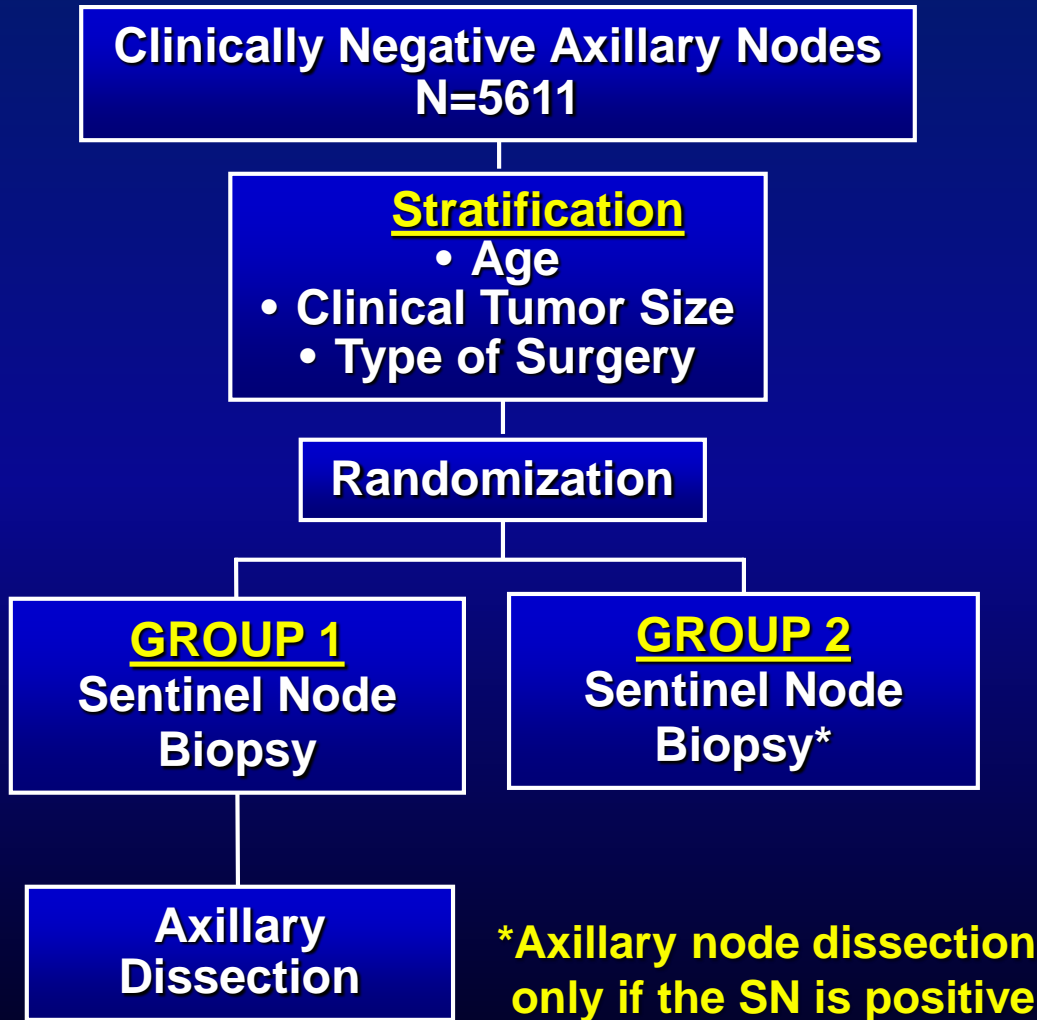 Clinically Negative Axillary Nodes
N=5611
Stratification
• Age
• Clinical Tumor Size
• Type of Surgery
Randomization
GROUP 1
Sentinel Node
Biopsy
GROUP 2
Sentinel Node
Biopsy*
Axillary
Dissection
*Axillary node dissection
only if the SN is positive